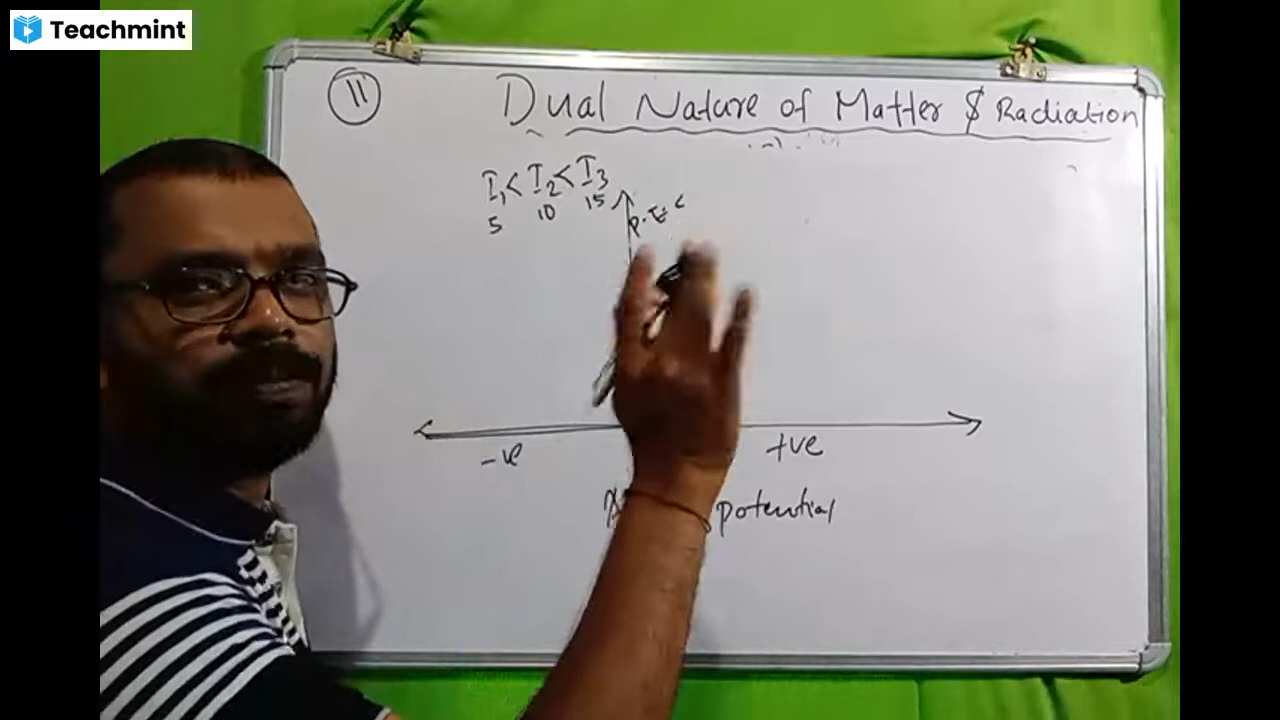 Teachmint
11
Dual Nature of Matter & Radiation
I₁ < I₂ < I₃
5 10 15
-ve
+ve
potential